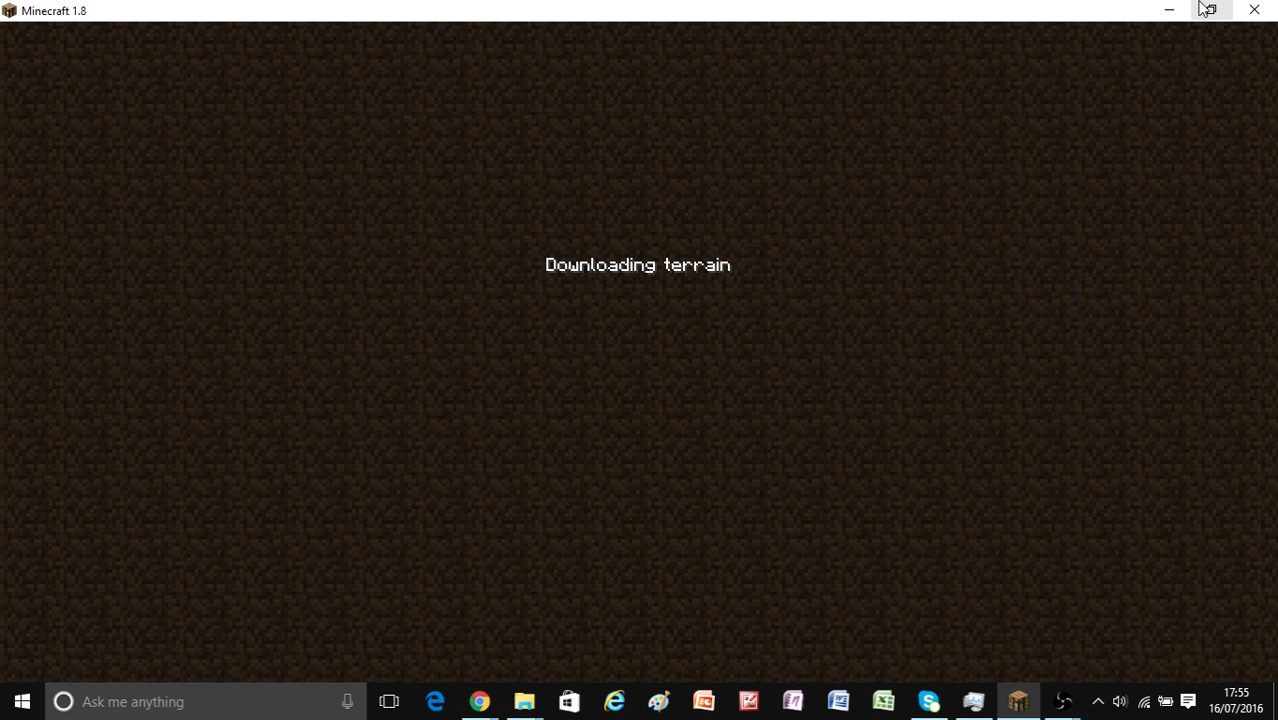 Minecraft 1.8
Downloading terrain
Ask me anything
17:55
16/07/2016